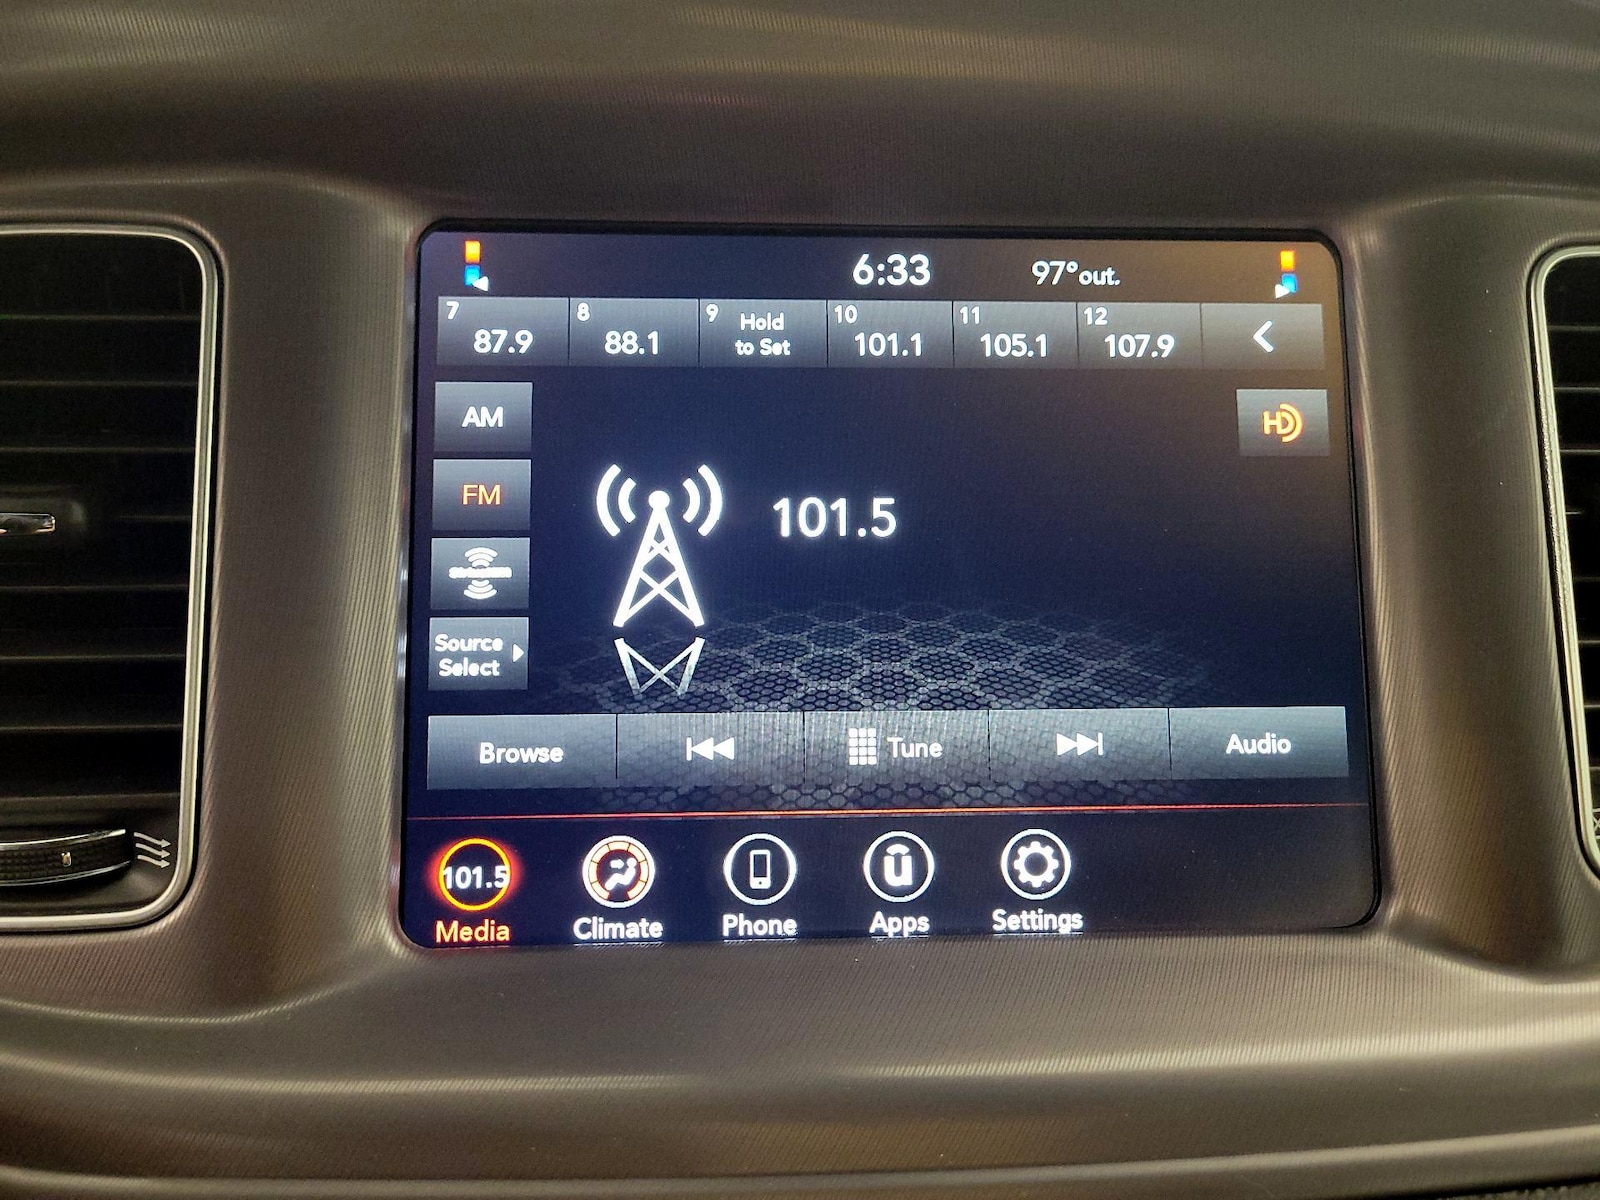 6:33
97° out.
7 87.9
8 88.1
9 Hold
to Set
10 101.1
11 105.1
12 107.9
AM
HD
FM
101.5
Source
Select
Browse
Tune
Audio
101.5
Media
Climate
Phone
Apps
Settings